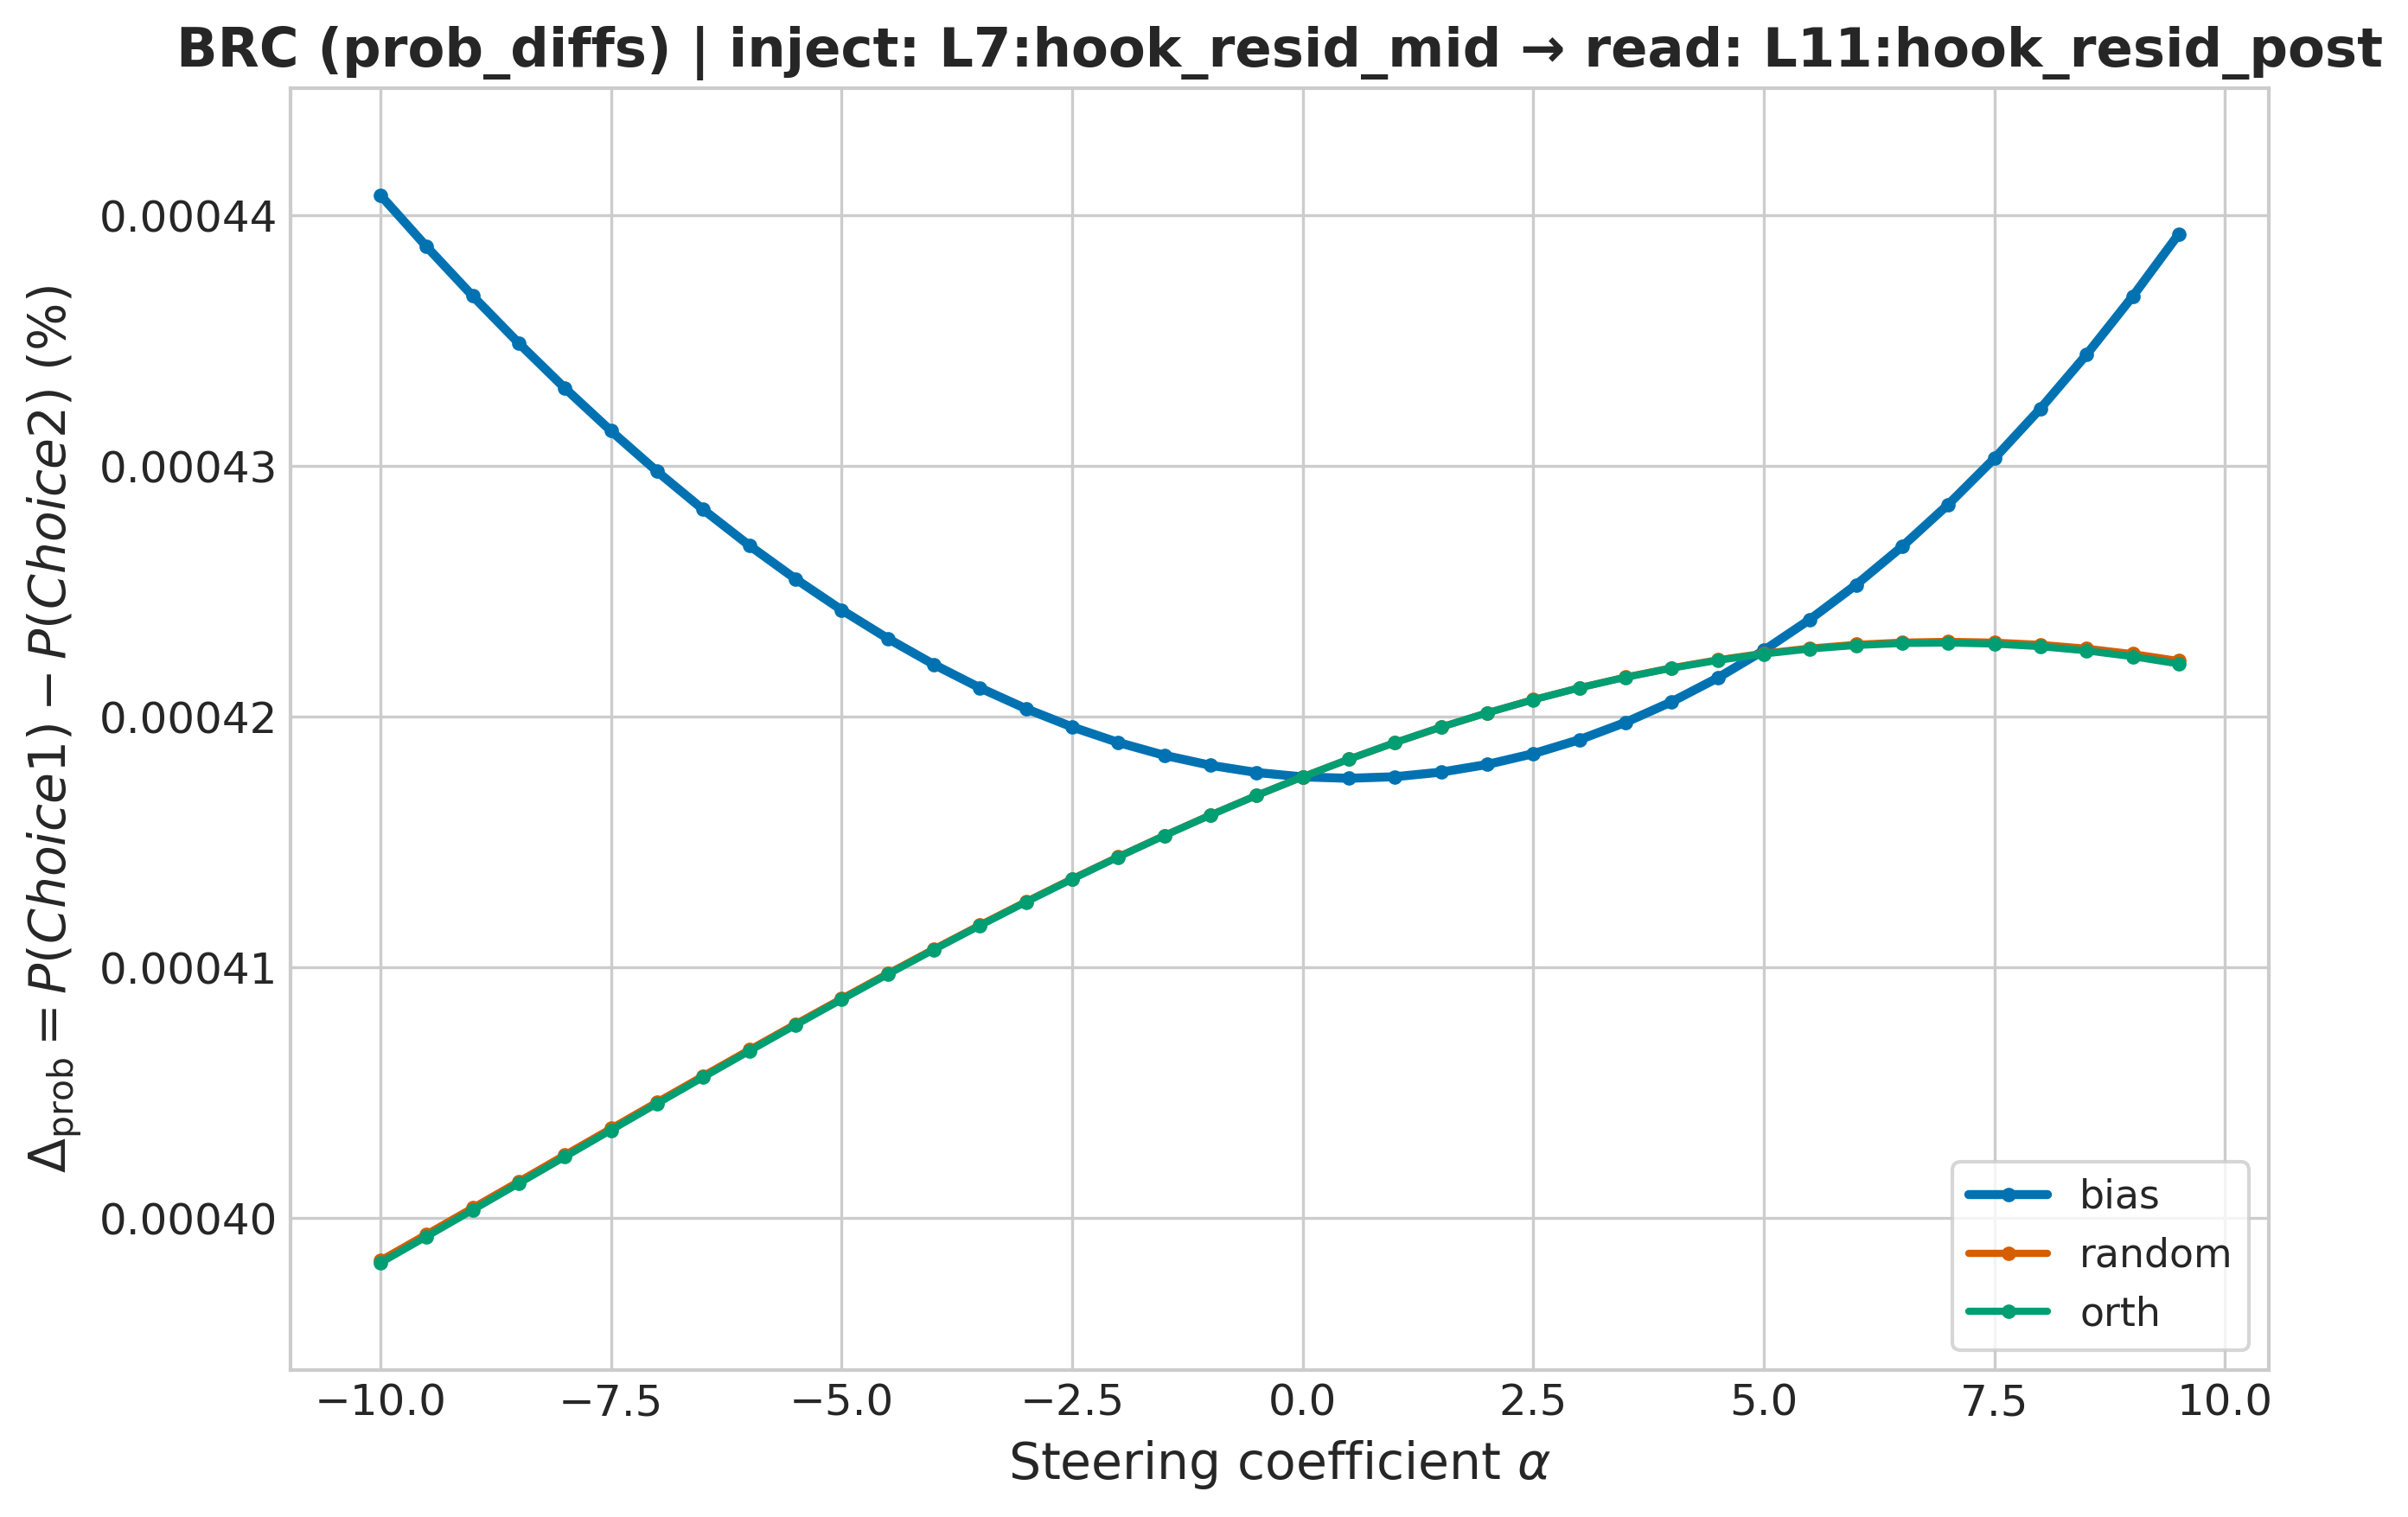 BRC (prob_diffs) | inject: L7:hook_resid_mid → read: L11:hook_resid_post
Δprob = P(Choice1) − P(Choice2) (%)
0.00044
0.00043
0.00042
0.00041
0.00040
bias
random
orth
−10.0 −7.5 −5.0 −2.5 0.0 2.5 5.0 7.5 10.0
Steering coefficient α